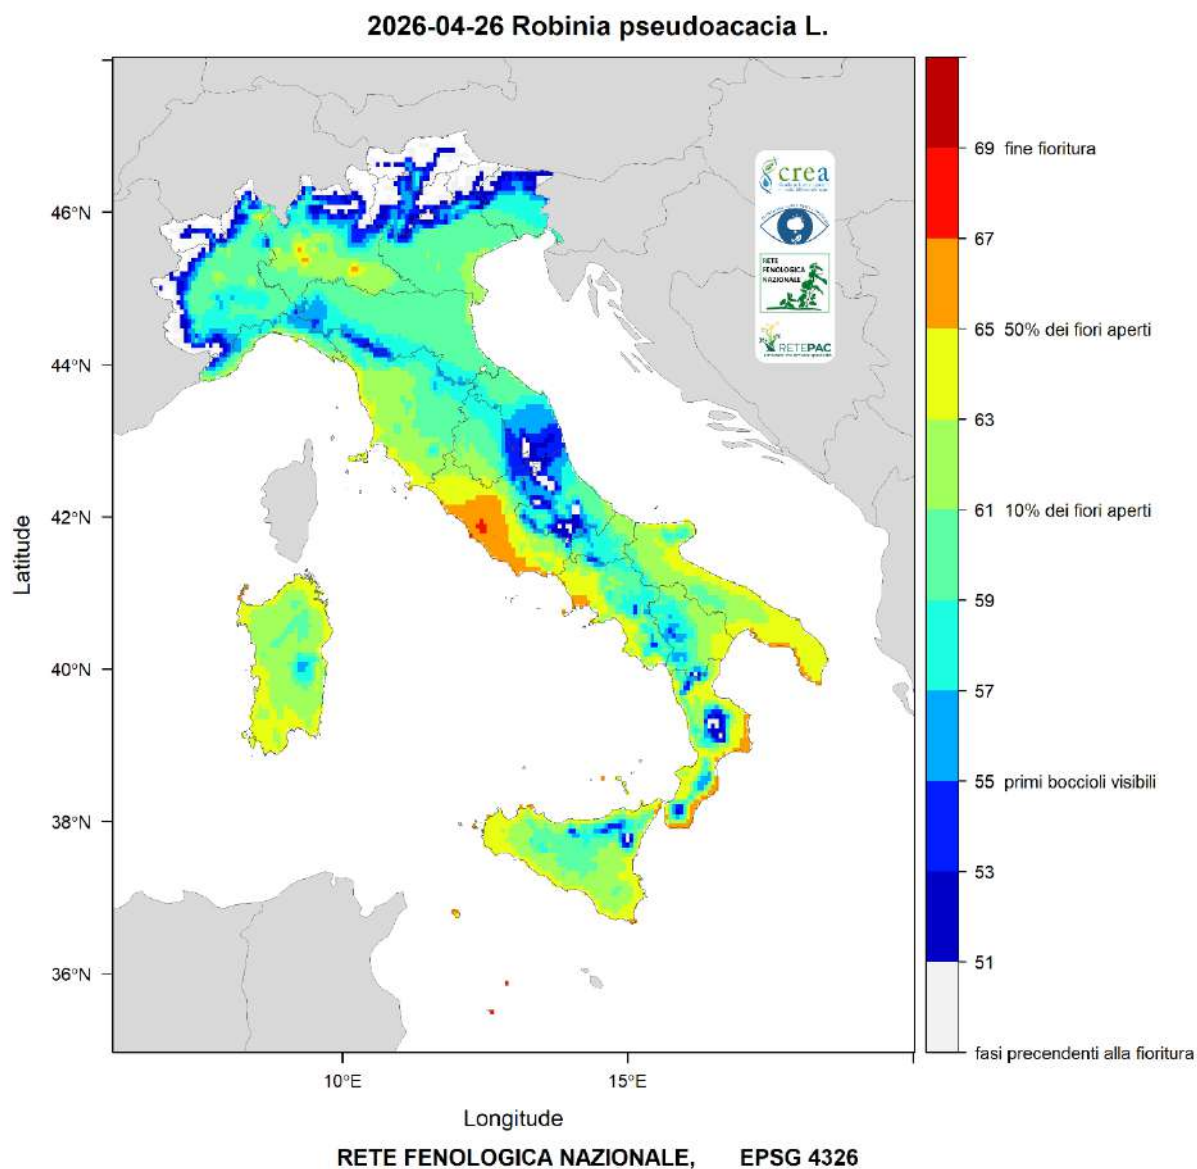 2026-04-26 Robinia pseudoacacia L.
46°N
44°N
42°N
40°N
38°N
36°N
Latitude
10°E
15°E
Longitude
crea
RETE
FENOLOGICA
NAZIONALE
RETEPAC
69 fine fioritura
67
65 50% dei fiori aperti
63
61 10% dei fiori aperti
59
57
55 primi boccioli visibili
53
51
fasi precendenti alla fioritura
RETE FENOLOGICA NAZIONALE, EPSG 4326